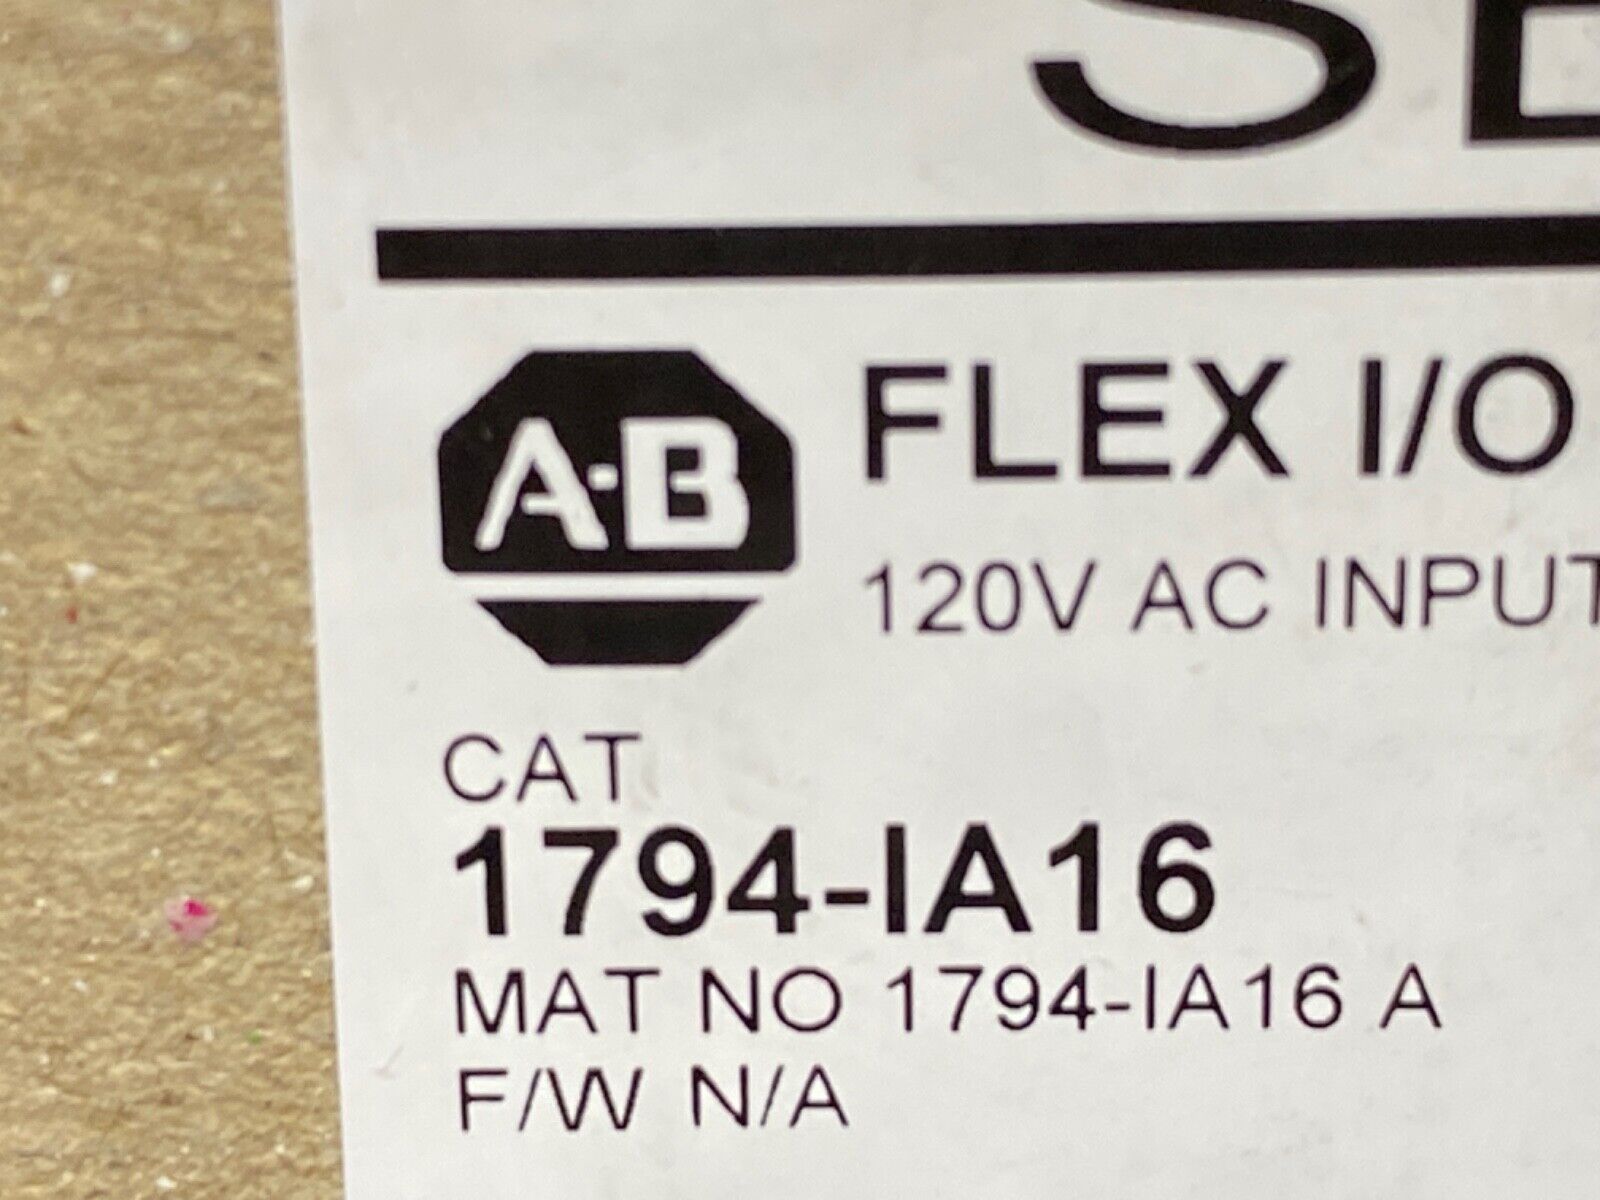 FLEX I/O
120V AC INPUT
A-B
CAT
1794-IA16
MAT NO 1794-IA16 A
F/W N/A